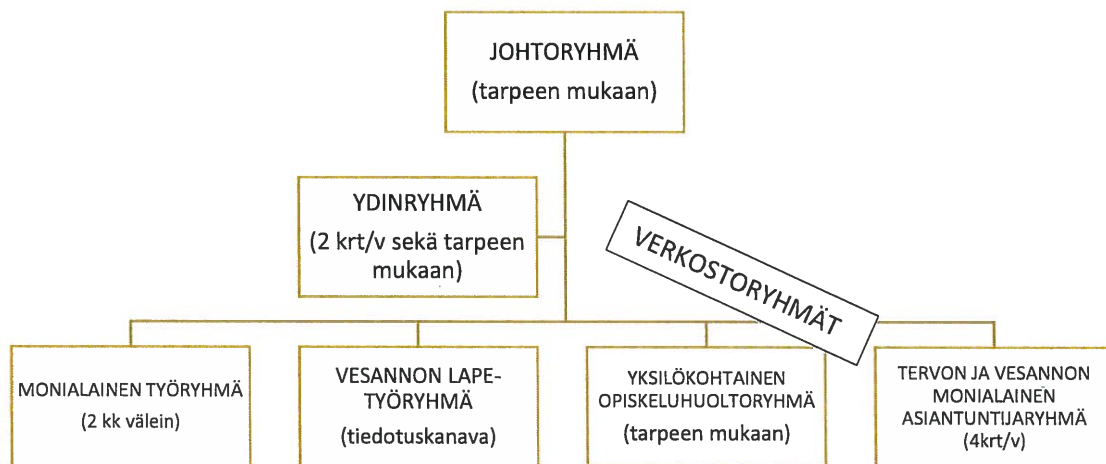 JOHTORYHMÄ
(tarpeen mukaan)
YDINRYHMÄ
(2 krt/v sekä tarpeen
mukaan)
VERKOSTORYHMÄT
MONIALAINEN TYÖRYHMÄ
(2 kk välein)
VESANNON LAPE-
TYÖRYHMÄ
(tiedotuskanava)
YKSILÖKOHTAINEN
OPISKELUHUOLTORYHMÄ
(tarpeen mukaan)
TERVON JA VESANNON
MONIALAINEN
ASIANTUNTIJARYHMÄ
(4krt/v)